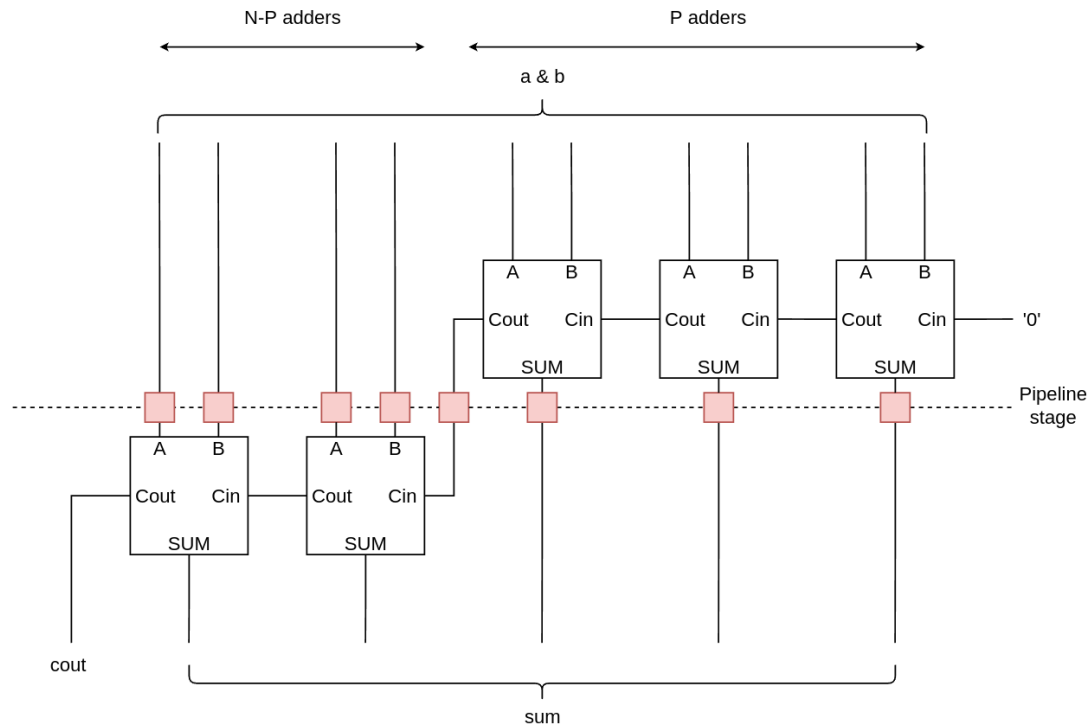 N-P adders
P adders
a & b
A B A B A B
Cout Cin Cout Cin Cout Cin '0'
SUM SUM SUM
Pipeline
stage
A B A B
Cout Cin Cout Cin
SUM SUM
cout
sum